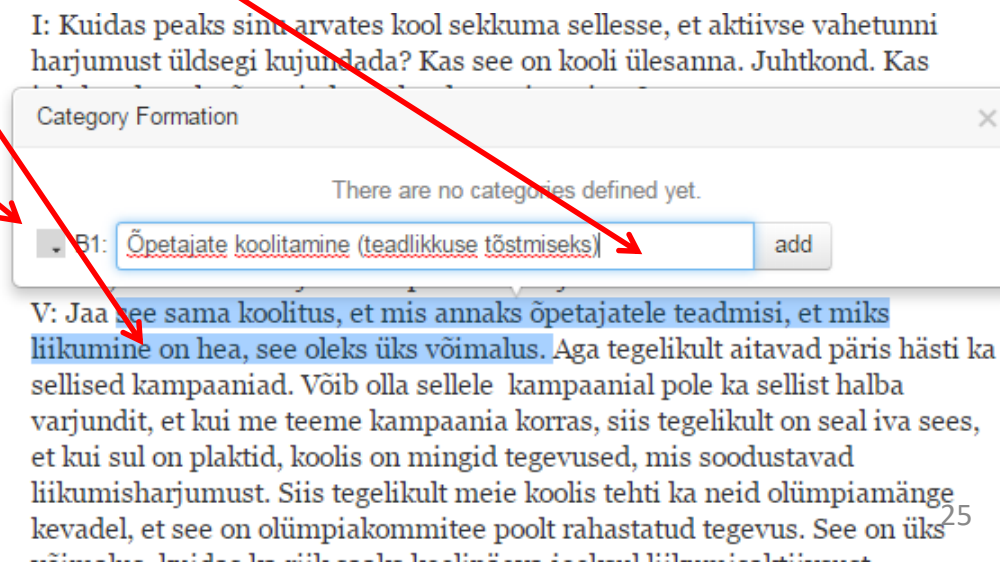 I: Kuidas peaks sinu arvates kool sekkuma sellesse, et aktiivse vahetunni
harjumust üldsegi kujundada? Kas see on kooli ülesanna. Juhtkond. Kas
Category Formation ×
There are no categories defined yet.
B1: Õpetajate koolitamine (teadlikkuse tõstmiseks) add
V: Jaa see sama koolitus, et mis annaks õpetajatele teadmisi, et miks
liikumine on hea, see oleks üks võimalus. Aga tegelikult aitavad päris hästi ka
sellised kampaaniad. Võib olla sellele kampaanial pole ka sellist halba
varjundit, et kui me teeme kampaania korras, siis tegelikult on seal iva sees,
et kui sul on plaktid, koolis on mingid tegevused, mis soodustavad
liikumisharjumust. Siis tegelikult meie koolis tehti ka neid olümpiamänge
kevadel, et see on olümpiakommitee poolt rahastatud tegevus. See on üks
25